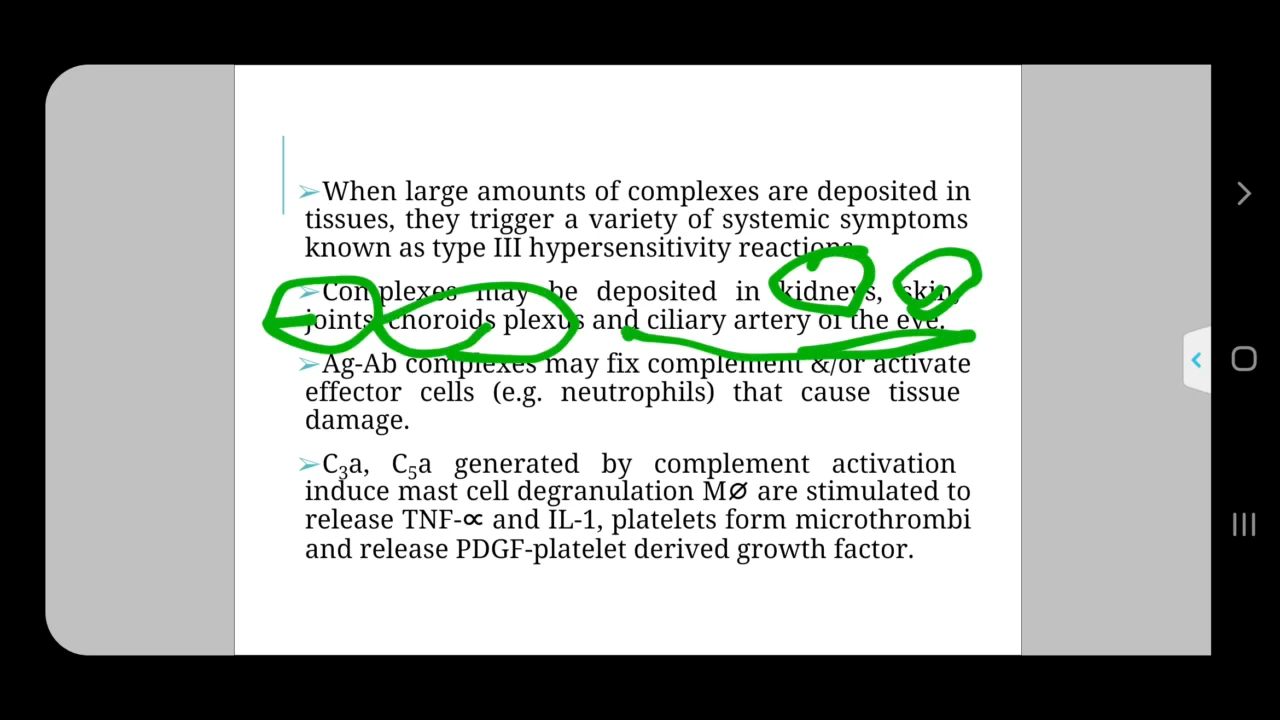 ➢When large amounts of complexes are deposited in
tissues, they trigger a variety of systemic symptoms
known as type III hypersensitivity reactions.
➢Complexes may be deposited in kidneys, skin,
joints, choroids plexus and ciliary artery of the eye.
➢Ag-Ab complexes may fix complement &/or activate
effector cells (e.g. neutrophils) that cause tissue
damage.
➢C₃a, C₅a generated by complement activation
induce mast cell degranulation MØ are stimulated to
release TNF-∝ and IL-1, platelets form microthrombi
and release PDGF-platelet derived growth factor.